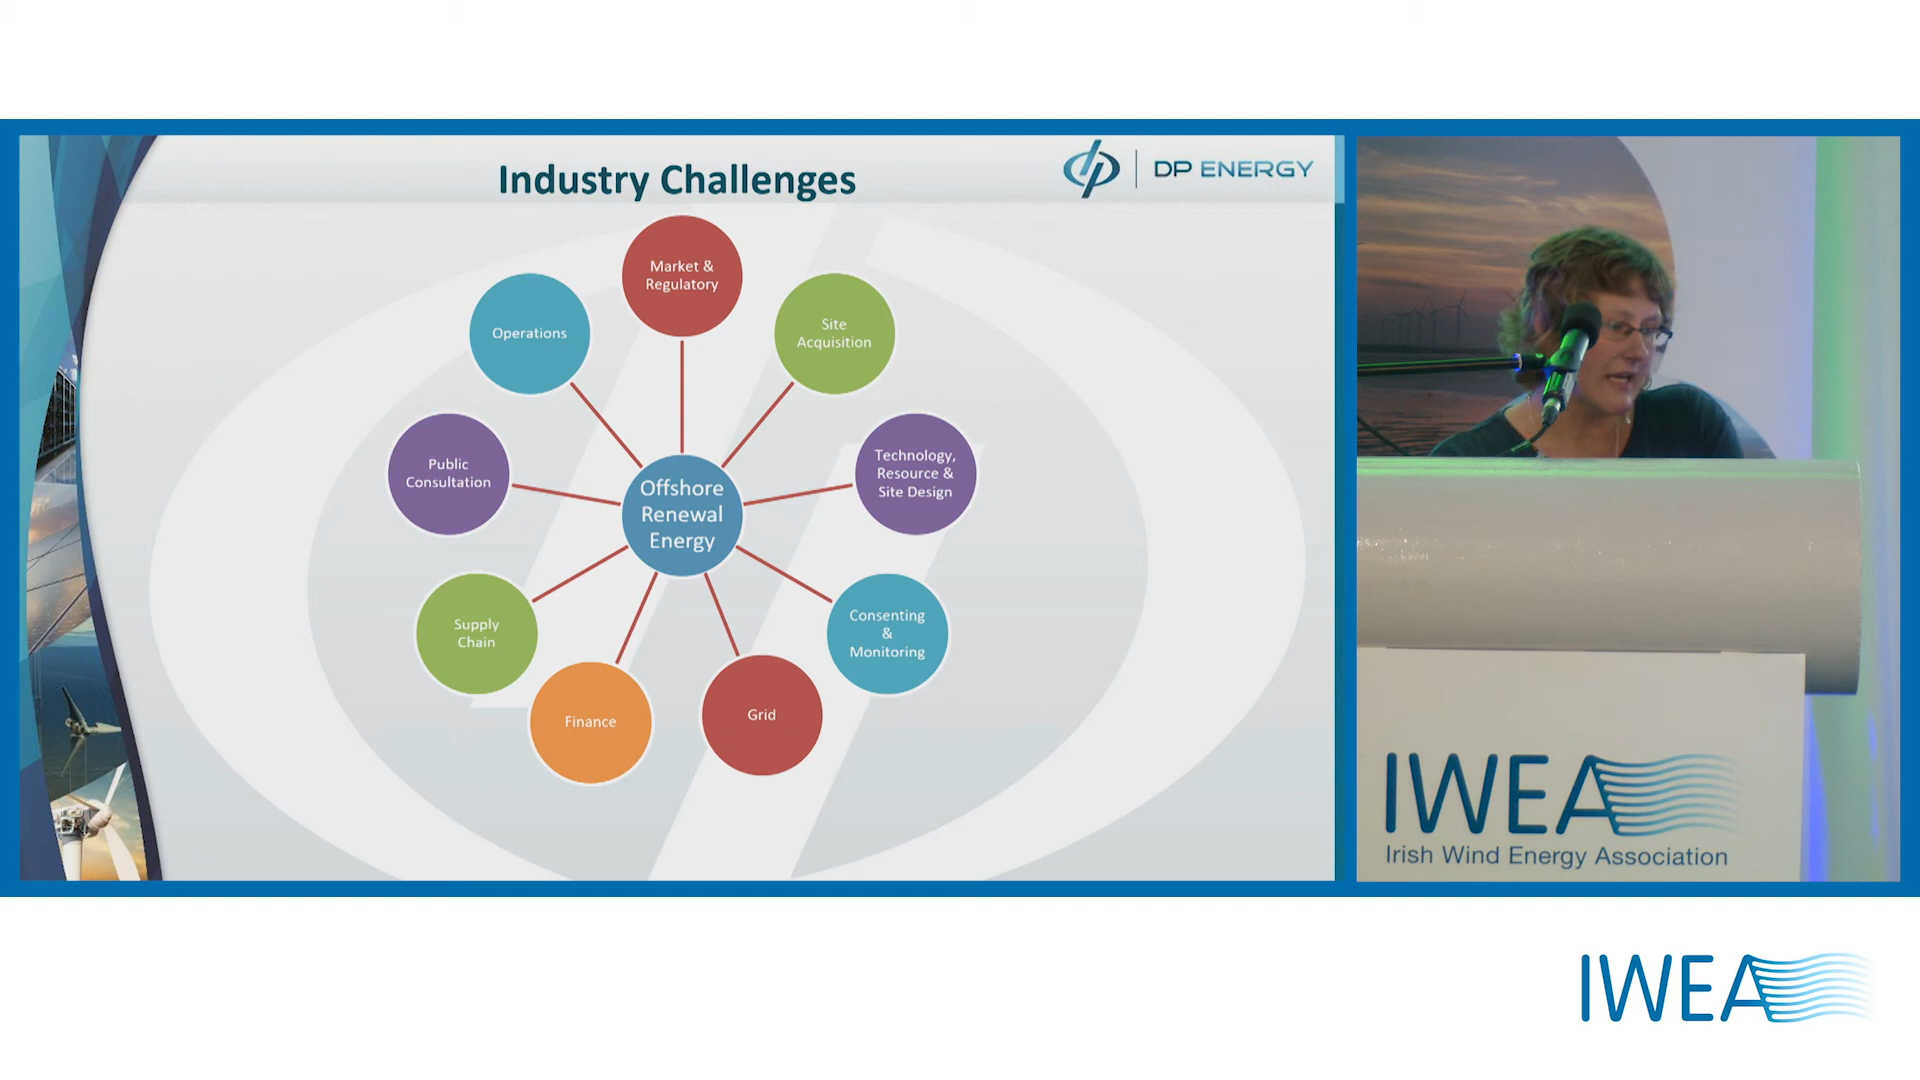 Industry Challenges
DP ENERGY
Market &
Regulatory
Site
Acquisition
Technology,
Resource &
Site Design
Consenting
&
Monitoring
Grid
Finance
Supply
Chain
Public
Consultation
Operations
Offshore
Renewal
Energy
IWEA
Irish Wind Energy Association
IWEA